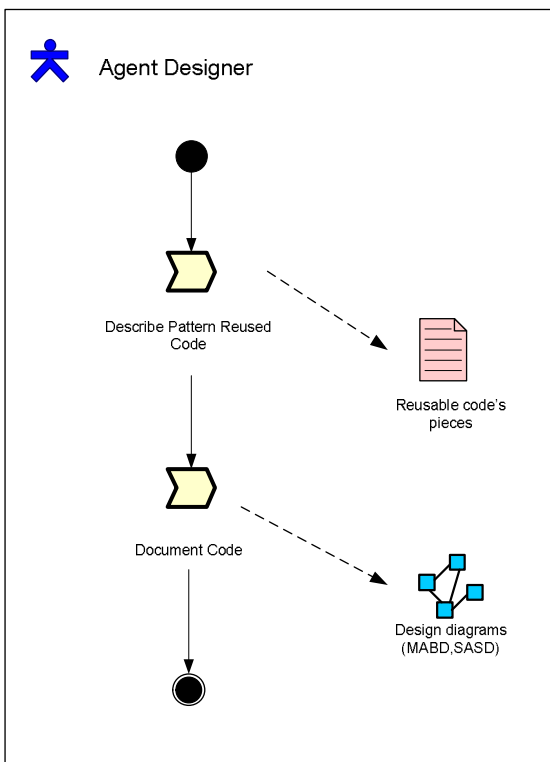 Agent Designer
Describe Pattern Reused
Code
Reusable code's
pieces
Document Code
Design diagrams
(MABD,SASD)